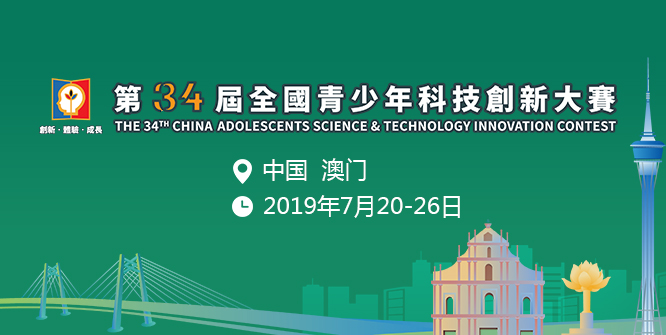 第 34 屆全國青少年科技創新大賽
創新·體驗·成長
THE 34TH CHINA ADOLESCENTS SCIENCE & TECHNOLOGY INNOVATION CONTEST
中国 澳门
2019年7月20-26日